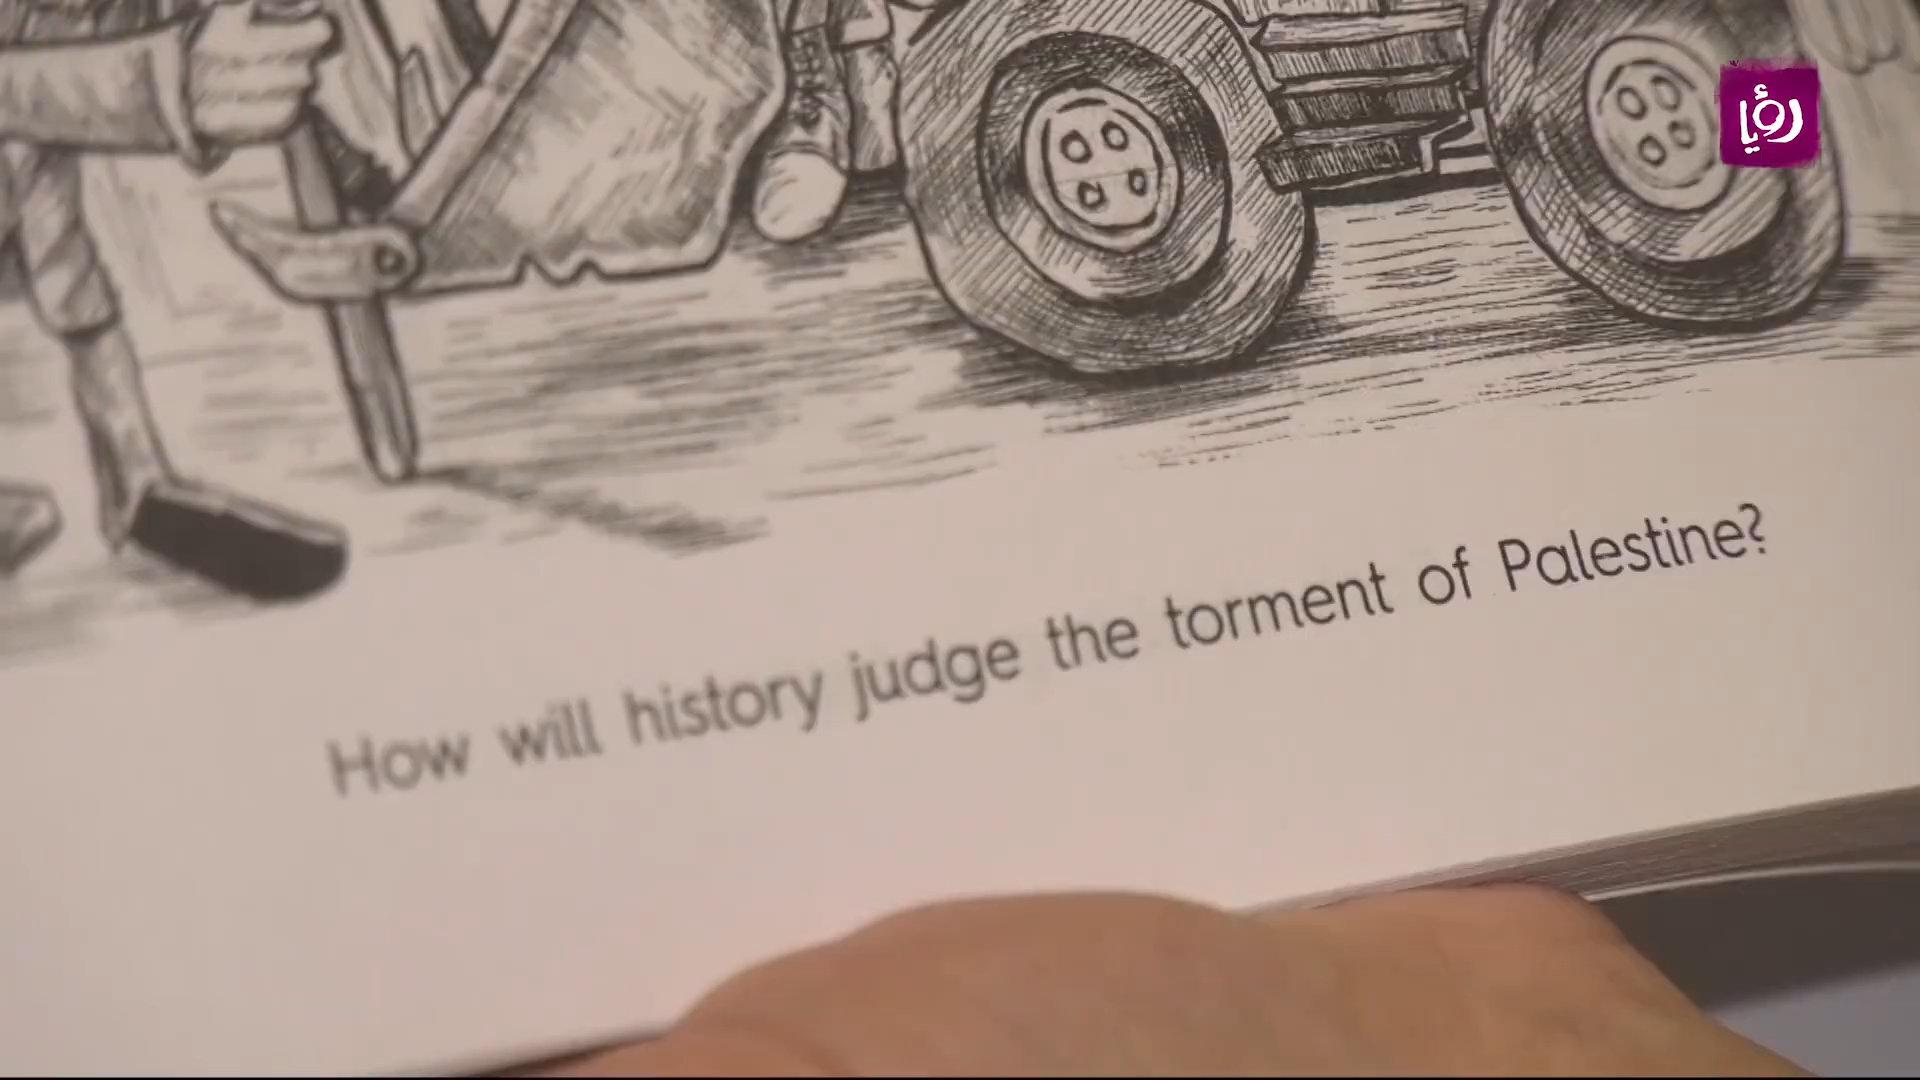 رؤيا
How will history judge the torment of Palestine?